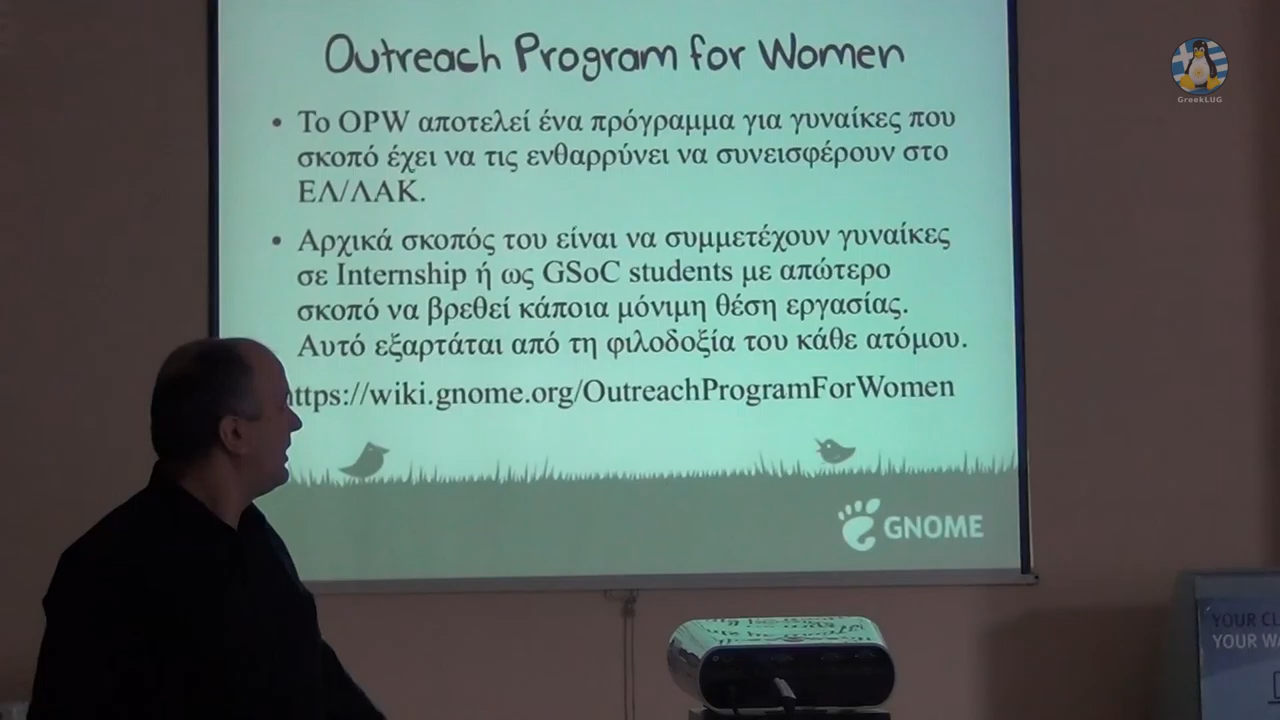 Outreach Program for Women
GreekLUG
• Το OPW αποτελεί ένα πρόγραμμα για γυναίκες που
σκοπό έχει να τις ενθαρρύνει να συνεισφέρουν στο
ΕΛ/ΛΑΚ.
• Αρχικά σκοπός του είναι να συμμετέχουν γυναίκες
σε Internship ή ως GSoC students με απώτερο
σκοπό να βρεθεί κάποια μόνιμη θέση εργασίας.
Αυτό εξαρτάται από τη φιλοδοξία του κάθε ατόμου.
ttps://wiki.gnome.org/OutreachProgramForWomen
GNOME
YOUR
YOUR